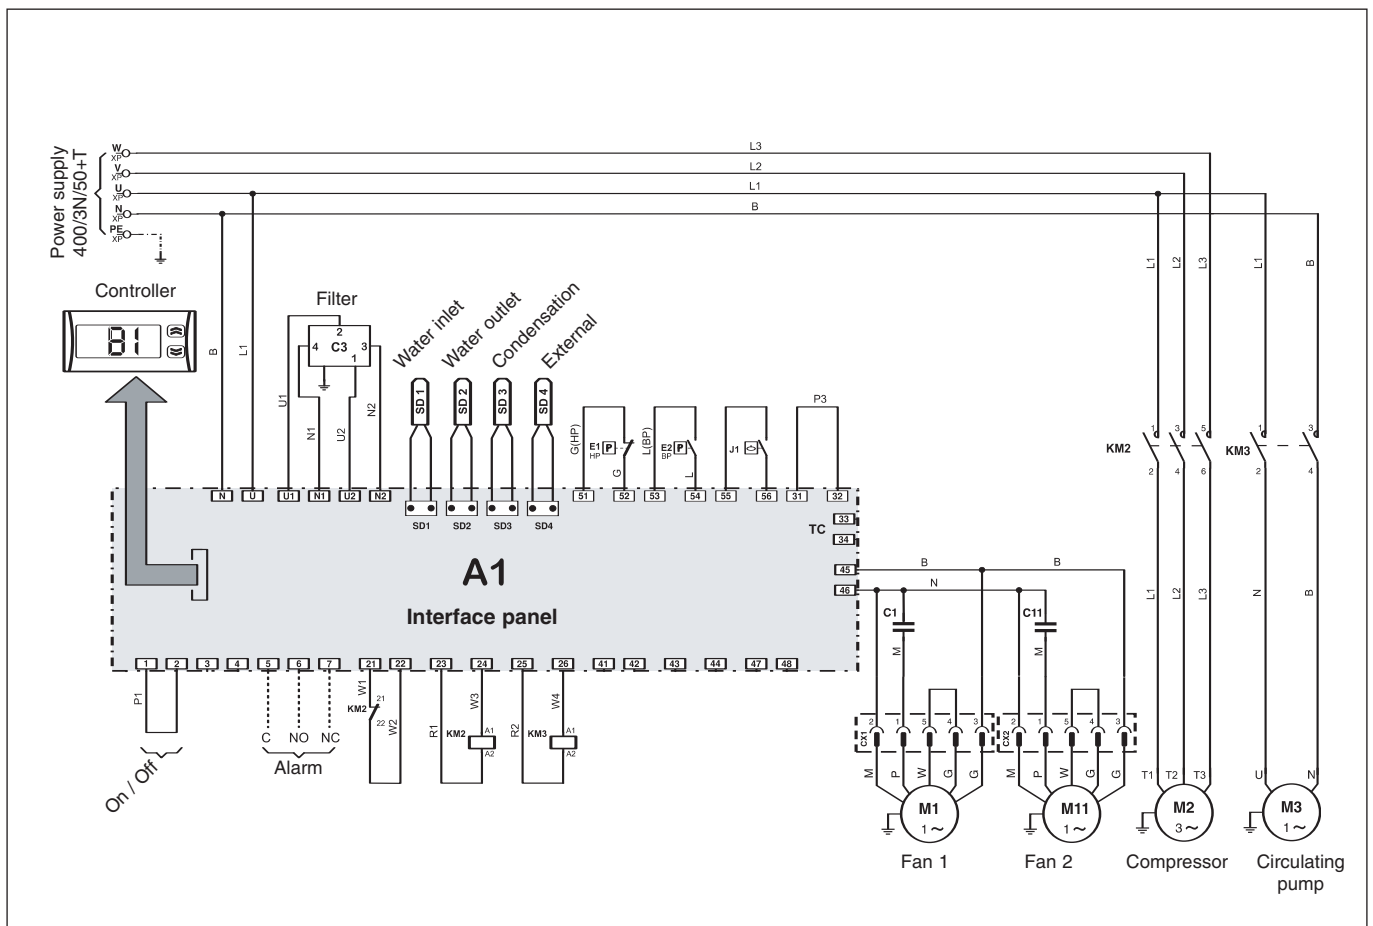 Power supply
400/3N/50+T
W
XP
V
XP
U
XP
N
XP
PE
XP
L3
L2
L1
B
Controller
B1
B
L1
Filter
2
4 C3 3
1
U1
N1
U2
N2
Water inlet
Water outlet
Condensation
External
SD 1
SD 2
SD 3
SD 4
G(HP)
E1 P
HP
G
L(BP)
E2 P
BP
L
J1
P3
N U U1 N1 U2 N2
SD1 SD2 SD3 SD4
51 52 53 54 55 56 31 32
TC
33
34
45
46
A1
Interface panel
1 2 3 4 5 6 7 21 22 23 24 25 26 41 42 43 44 47 48
P1
On / Off
C NO NC
Alarm
W1
KM2
21
22
W2
R1
KM2
W3
A1
A2
R2
KM3
W4
A1
A2
B B
N
C1
M
C11
M
CX1
2 1 5 4 3
CX2
2 1 5 4 3
M P W G G
M P W G G
M1
1 ~
Fan 1
M11
1 ~
Fan 2
L1 L2 L3
L1 B
KM2
1 3 5
2 4 6
KM3
1 3
2 4
L1 L2 L3
N B
T1 T2 T3
M2
3 ~
Compressor
U N
M3
1 ~
Circulating
pump